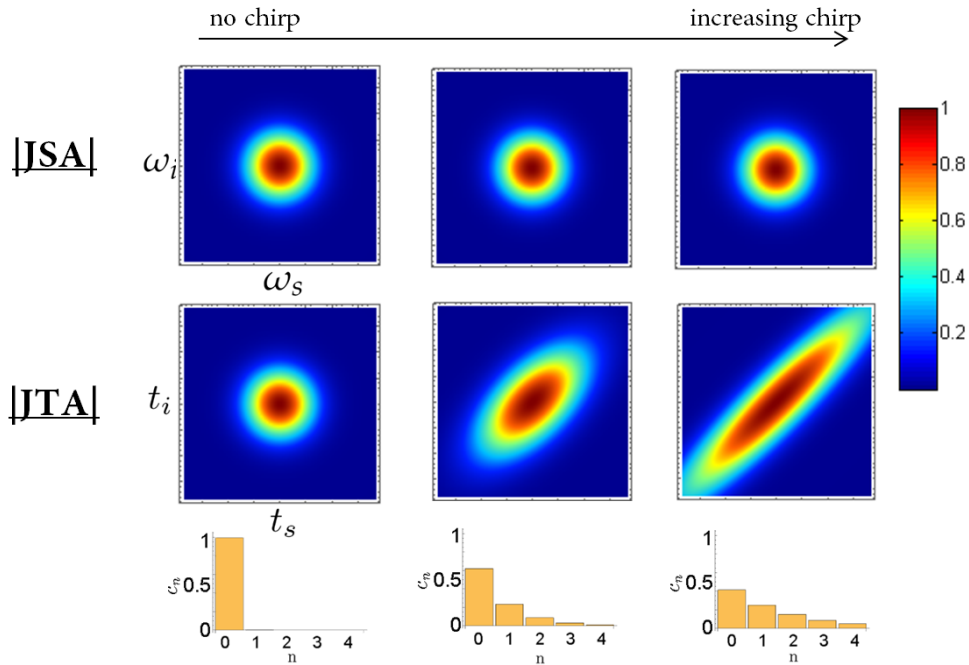 no chirp increasing chirp
|JSA|
ω_i
ω_s
1
0.8
0.6
0.4
0.2
|JTA|
t_i
t_s
1
0.5
0
c_n
0 1 2 3 4
n
1
0.5
0
c_n
0 1 2 3 4
n
1
0.5
0
c_n
0 1 2 3 4
n